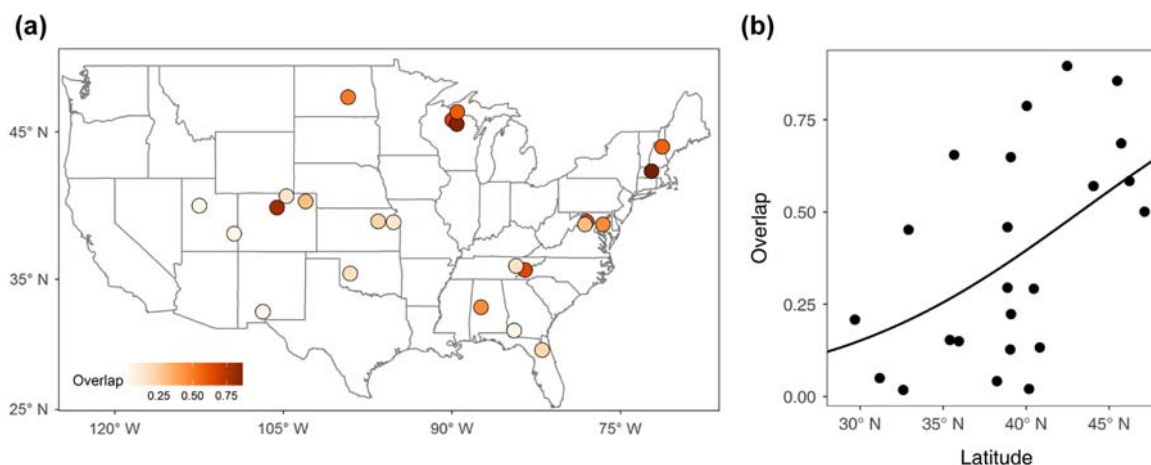 (a)
45° N
35° N
25° N
Overlap
0.25 0.50 0.75
120° W 105° W 90° W 75° W
(b)
Overlap
0.75
0.50
0.25
0.00
30° N 35° N 40° N 45° N
Latitude